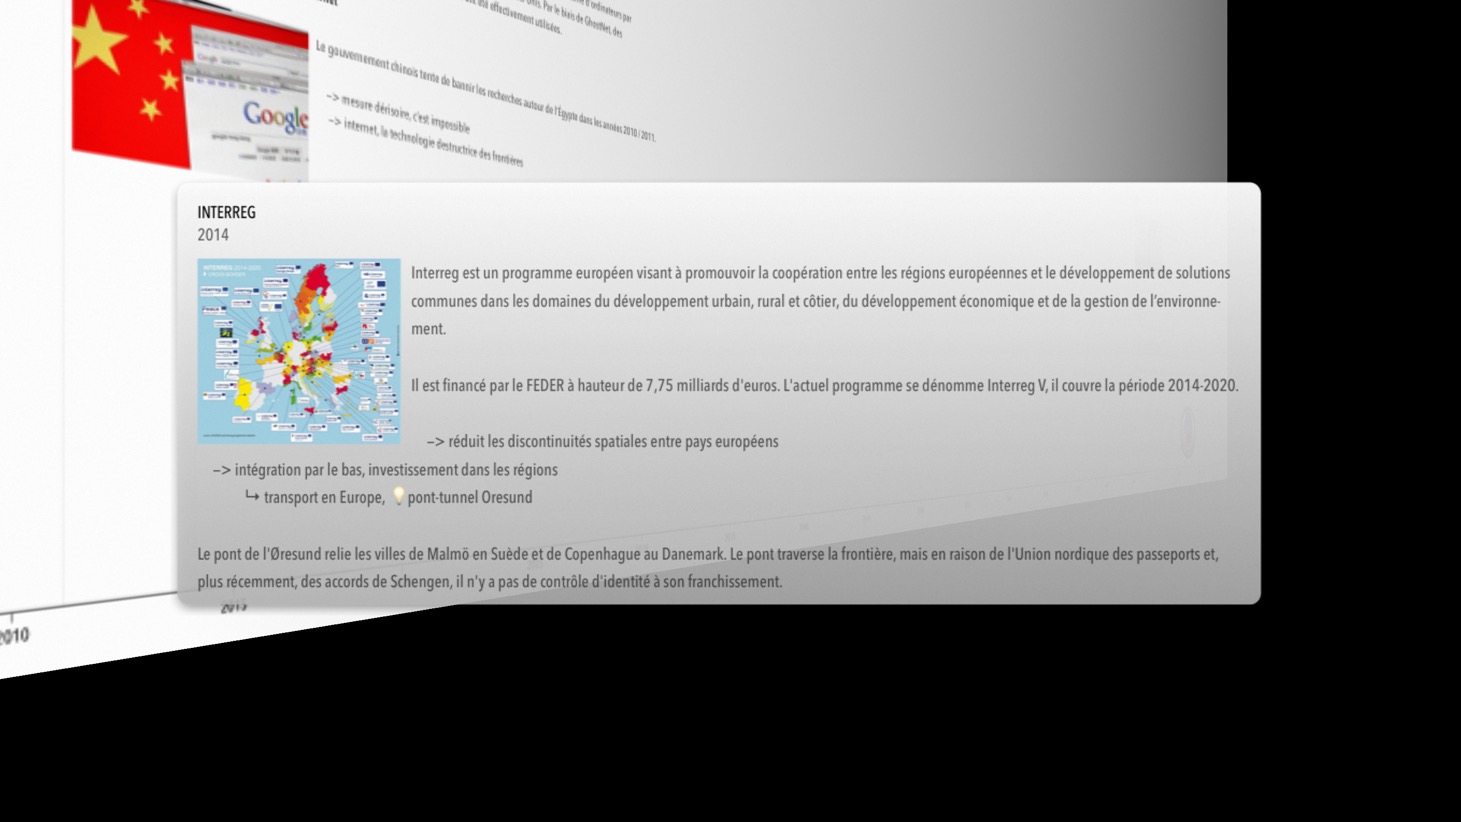 été effectivement utilisées.
d'ordinateurs par
Par le biais de GhostNet, des
Le gouvernement chinois tente de bannir les recherches autour de l'Égypte dans les années 2010 / 2011.
–> mesure dérisoire, c'est impossible
–> internet, la technologie destructrice des frontières
Google
INTERREG
2014
INTERREG 2014-2020
Interreg est un programme européen visant à promouvoir la coopération entre les régions européennes et le développement de solutions
communes dans les domaines du développement urbain, rural et côtier, du développement économique et de la gestion de l'environne-
ment.
Il est financé par le FEDER à hauteur de 7,75 milliards d'euros. L'actuel programme se dénomme Interreg V, il couvre la période 2014-2020.
–> réduit les discontinuités spatiales entre pays européens
–> intégration par le bas, investissement dans les régions
↳ transport en Europe, 💡pont-tunnel Oresund
Le pont de l'Øresund relie les villes de Malmö en Suède et de Copenhague au Danemark. Le pont traverse la frontière, mais en raison de l'Union nordique des passeports et,
plus récemment, des accords de Schengen, il n'y a pas de contrôle d'identité à son franchissement.
2015
2010